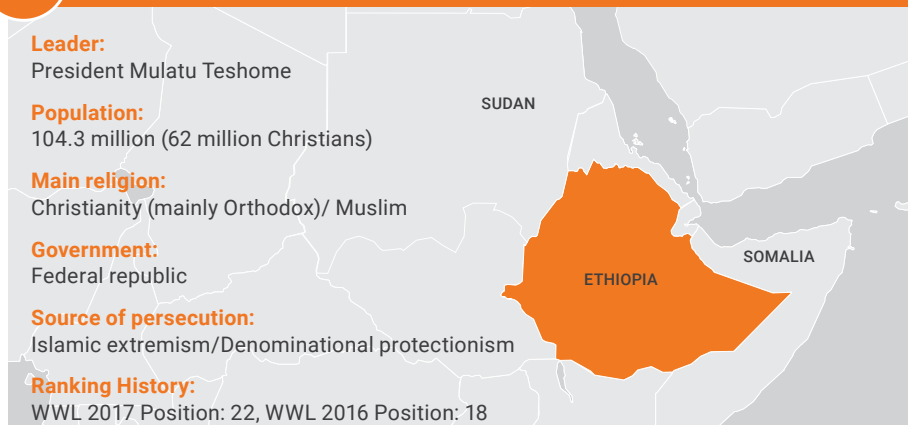 Leader:
President Mulatu Teshome
Population:
104.3 million (62 million Christians)
Main religion:
Christianity (mainly Orthodox)/ Muslim
Government:
Federal republic
Source of persecution:
Islamic extremism/Denominational protectionism
Ranking History:
WWL 2017 Position: 22, WWL 2016 Position: 18
SUDAN
SOMALIA
ETHIOPIA